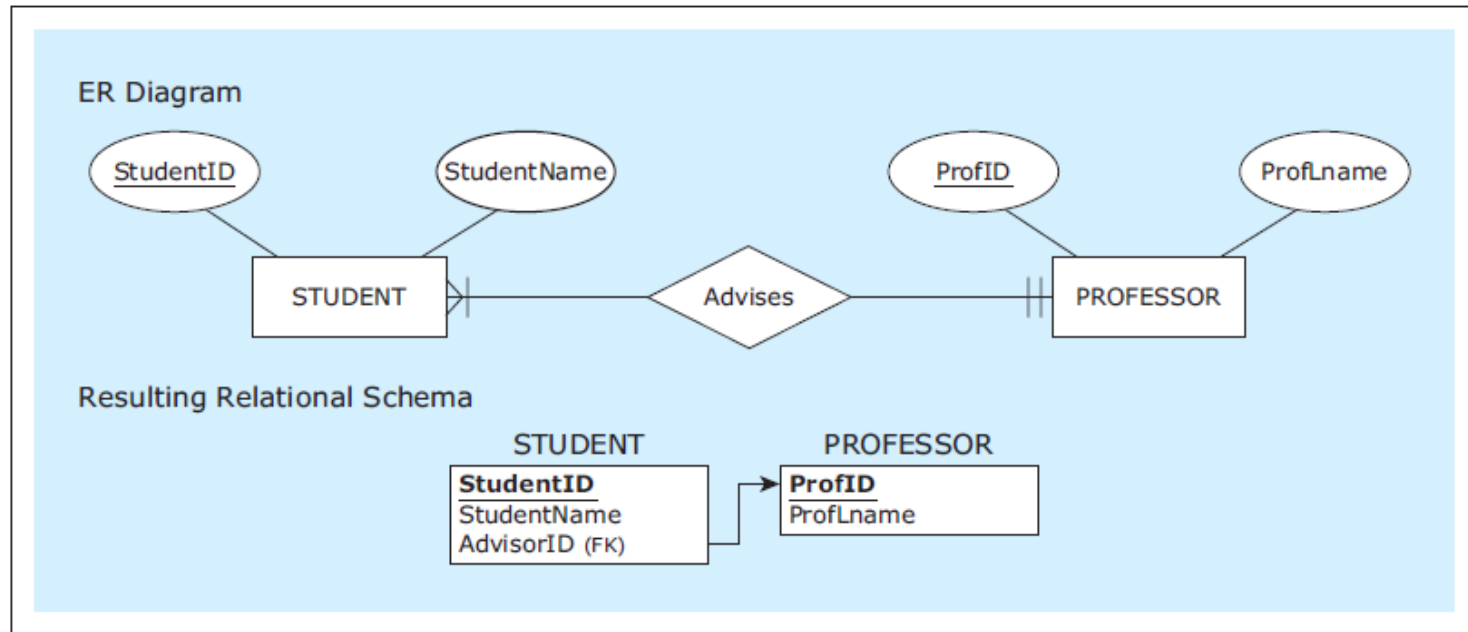 ER Diagram
StudentID
StudentName
ProfID
ProfLname
STUDENT
Advises
PROFESSOR
Resulting Relational Schema
STUDENT
StudentID
StudentName
AdvisorID (FK)
PROFESSOR
ProfID
ProfLname